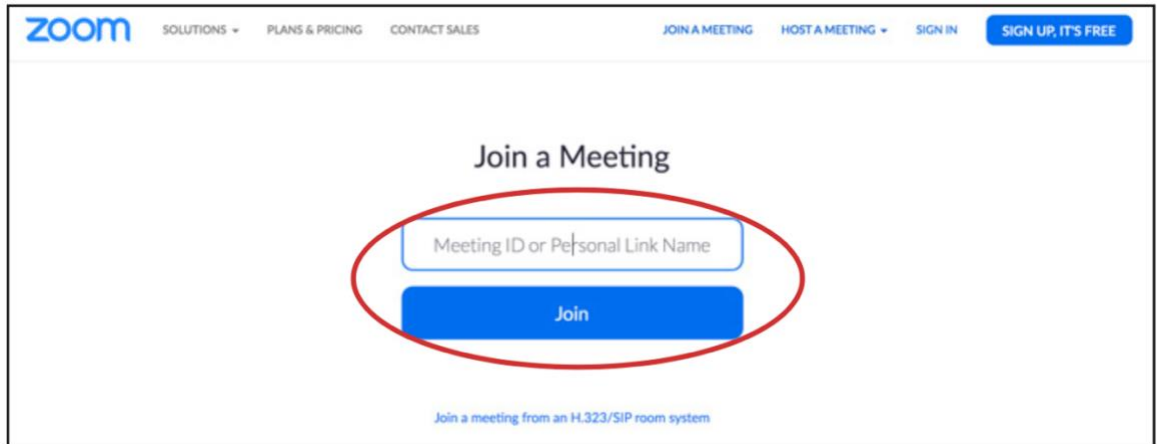 zoom SOLUTIONS PLANS & PRICING CONTACT SALES JOIN A MEETING HOST A MEETING SIGN IN SIGN UP, IT'S FREE
Join a Meeting
Meeting ID or Personal Link Name
Join
Join a meeting from an H.323/SIP room system